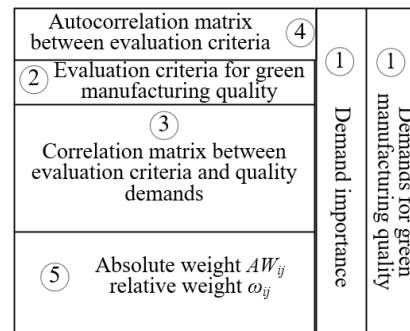 Autocorrelation matrix
between evaluation criteria
4
2
Evaluation criteria for green
manufacturing quality
3
Correlation matrix between
evaluation criteria and quality
demands
5
Absolute weight AWij
relative weight ωij
1
Demand importance
1
Demands for green
manufacturing quality